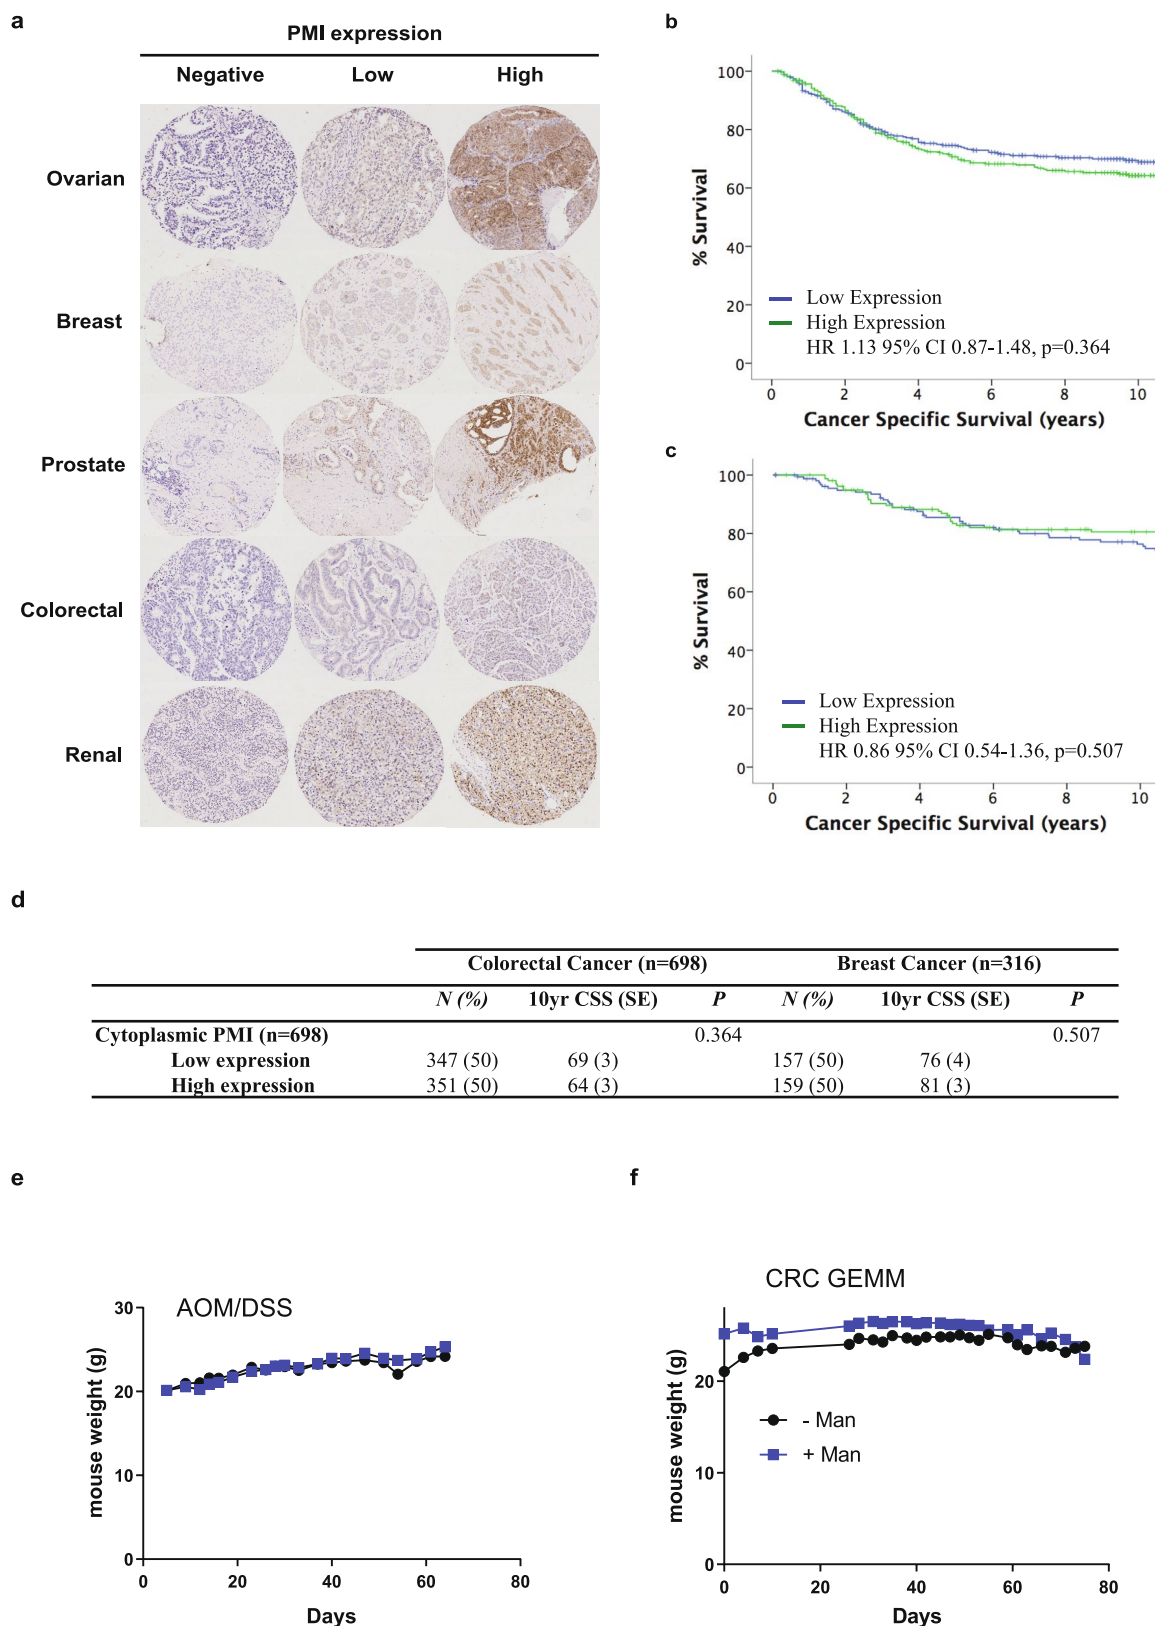 a
PMI expression
Negative Low High
Ovarian
Breast
Prostate
Colorectal
Renal
b
100
80
60
40
20
0
% Survival
Low Expression
High Expression
HR 1.13 95% CI 0.87-1.48, p=0.364
0 2 4 6 8 10
Cancer Specific Survival (years)
c
100
80
60
40
20
0
% Survival
Low Expression
High Expression
HR 0.86 95% CI 0.54-1.36, p=0.507
0 2 4 6 8 10
Cancer Specific Survival (years)
d
Colorectal Cancer (n=698) Breast Cancer (n=316)
N (%) 10yr CSS (SE) P N (%) 10yr CSS (SE) P
Cytoplasmic PMI (n=698) 0.364 0.507
Low expression 347 (50) 69 (3) 157 (50) 76 (4)
High expression 351 (50) 64 (3) 159 (50) 81 (3)
e
AOM/DSS
30
20
10
0
mouse weight (g)
0 20 40 60 80
Days
f
CRC GEMM
20
10
0
mouse weight (g)
- Man
+ Man
0 20 40 60 80
Days